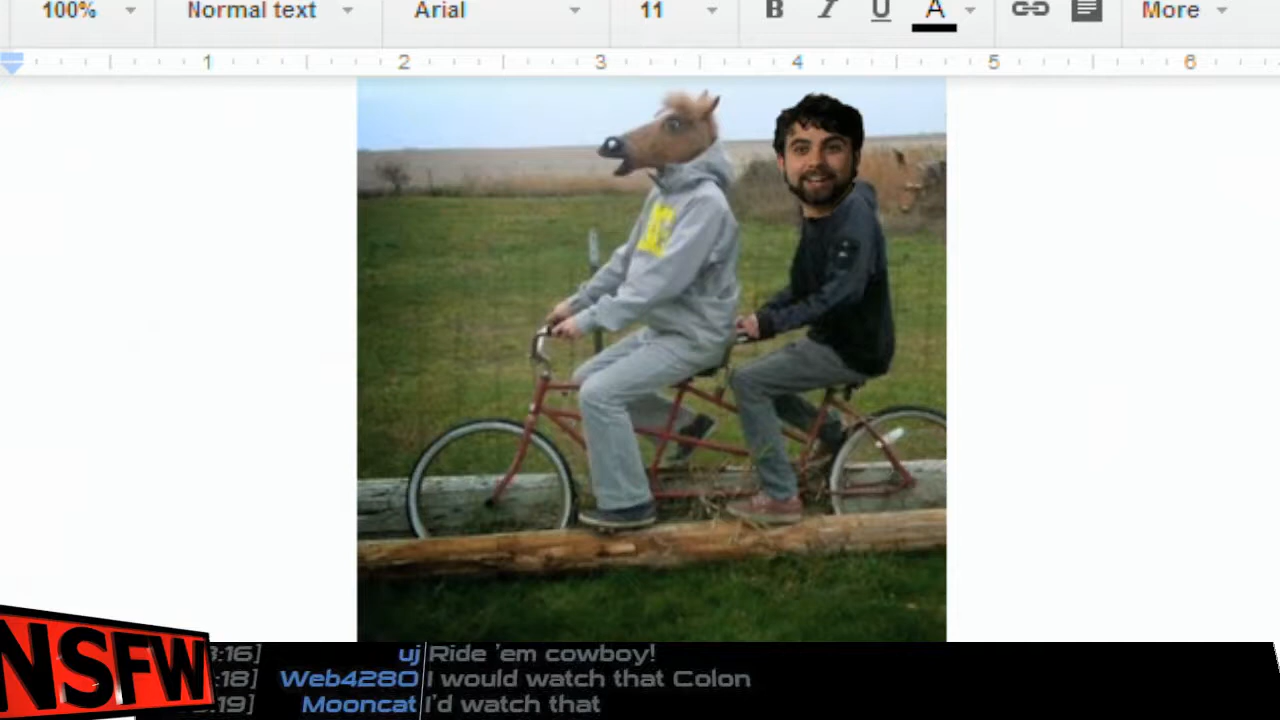 100% Normal text Arial 11 B I U A More
1 2 3 4 5 6
NSFW
:16] uj Ride 'em cowboy!
:18] Web4280 I would watch that Colon
:19] Mooncat I'd watch that